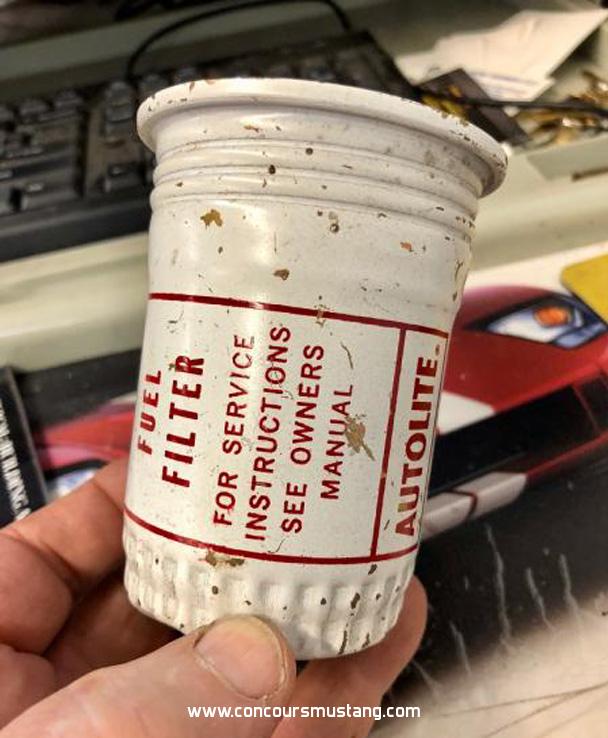 FUEL
FILTER
FOR SERVICE
INSTRUCTIONS
SEE OWNERS
MANUAL
AUTOLITE
www.concoursmustang.com